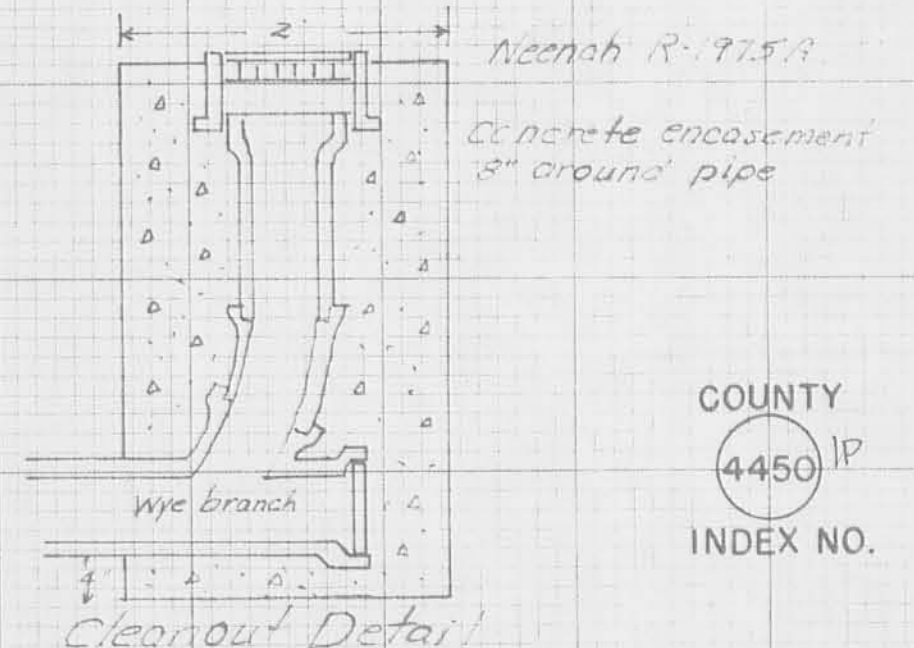 2'
Neenah R-1975A
Concrete encasement
8" around pipe
COUNTY
4450 IP
INDEX NO.
Wye branch
4"
Cleanout Detail